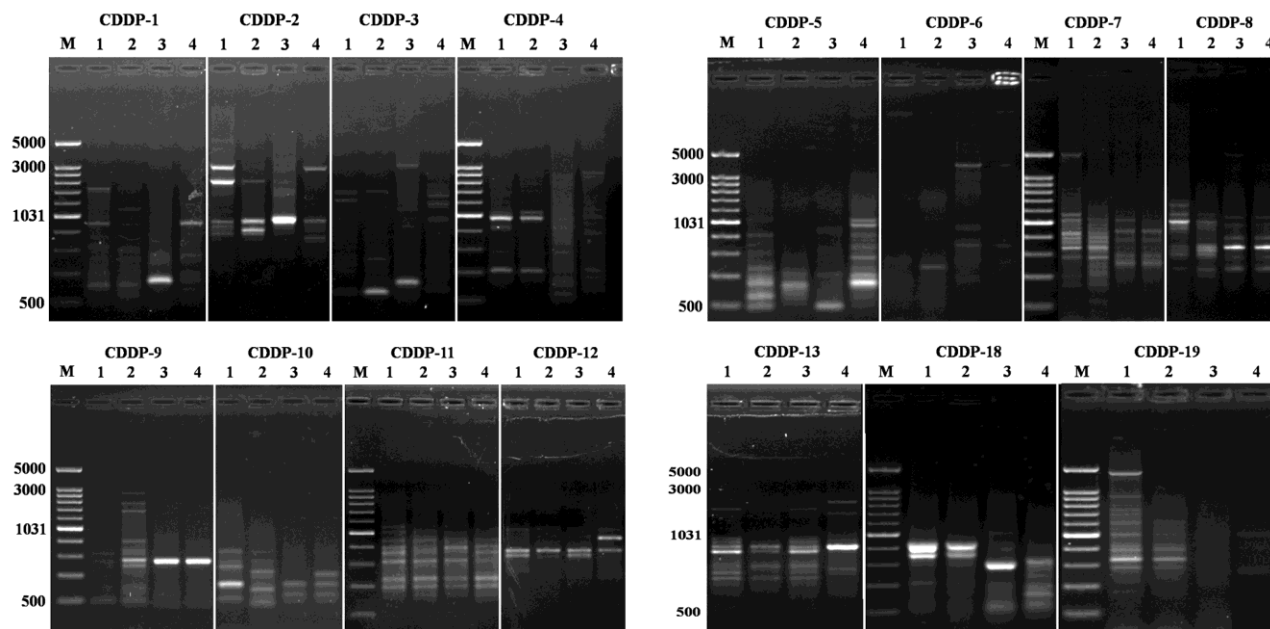 CDDP-1 CDDP-2 CDDP-3 CDDP-4
M 1 2 3 4 1 2 3 4 1 2 3 4 M 1 2 3 4
5000
3000
1031
500
CDDP-5 CDDP-6 CDDP-7 CDDP-8
M 1 2 3 4 1 2 3 4 M 1 2 3 4 1 2 3 4
5000
3000
1031
500
CDDP-9 CDDP-10 CDDP-11 CDDP-12
M 1 2 3 4 1 2 3 4 M 1 2 3 4 1 2 3 4
5000
3000
1031
500
CDDP-13 CDDP-18 CDDP-19
1 2 3 4 M 1 2 3 4 M 1 2 3 4
5000
3000
1031
500